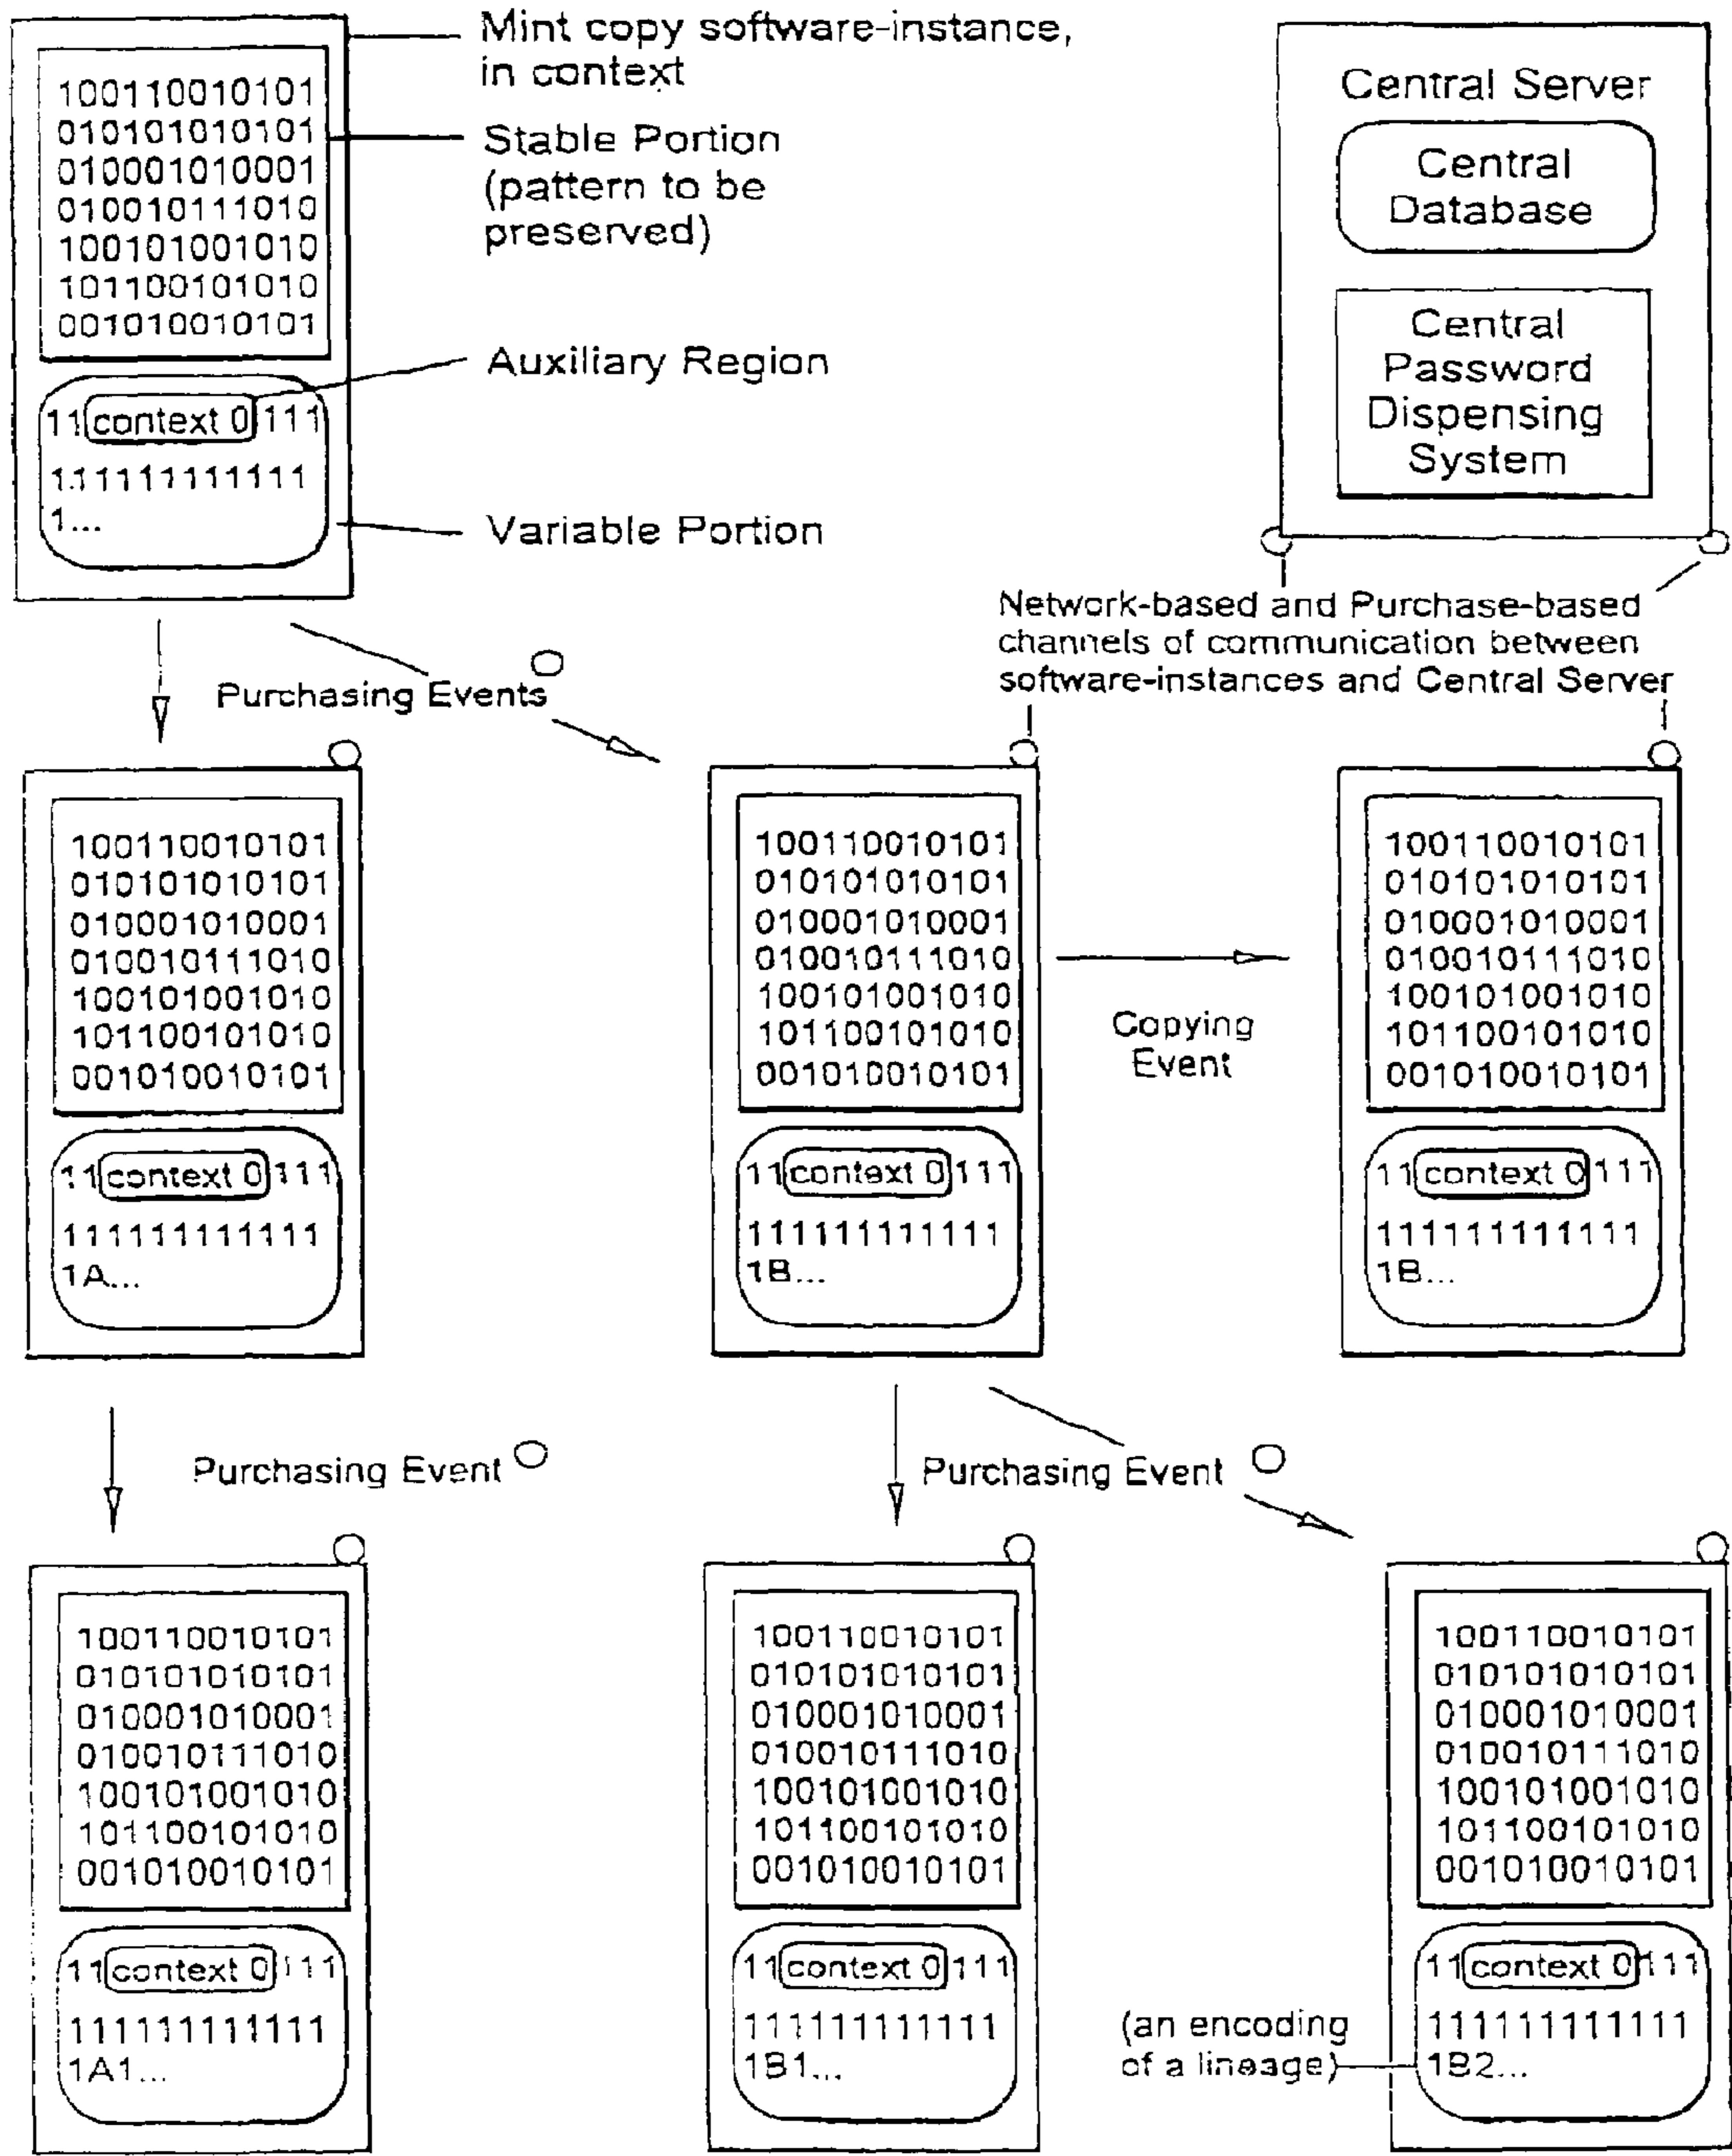 Mint copy software-instance,
in context
100110010101
010101010101
010001010001
010010111010
100101001010
101100101010
001010010101
Stable Portion
(pattern to be
preserved)
Auxiliary Region
11 context 0 111
111111111111
1...
Variable Portion
Central Server
Central
Database
Central
Password
Dispensing
System
Network-based and Purchase-based
channels of communication between
software-instances and Central Server
Purchasing Events
100110010101
010101010101
010001010001
010010111010
100101001010
101100101010
001010010101
11 context 0 111
111111111111
1A...
100110010101
010101010101
010001010001
010010111010
100101001010
101100101010
001010010101
11 context 0 111
111111111111
1B...
Copying
Event
100110010101
010101010101
010001010001
010010111010
100101001010
101100101010
001010010101
11 context 0 111
111111111111
1B...
Purchasing Event
Purchasing Event
100110010101
010101010101
010001010001
010010111010
100101001010
101100101010
001010010101
11 context 0 111
111111111111
1A1...
100110010101
010101010101
010001010001
010010111010
100101001010
101100101010
001010010101
11 context 0 111
111111111111
1B1...
(an encoding
of a lineage)
100110010101
010101010101
010001010001
010010111010
100101001010
101100101010
001010010101
11 context 0 111
111111111111
1B2...